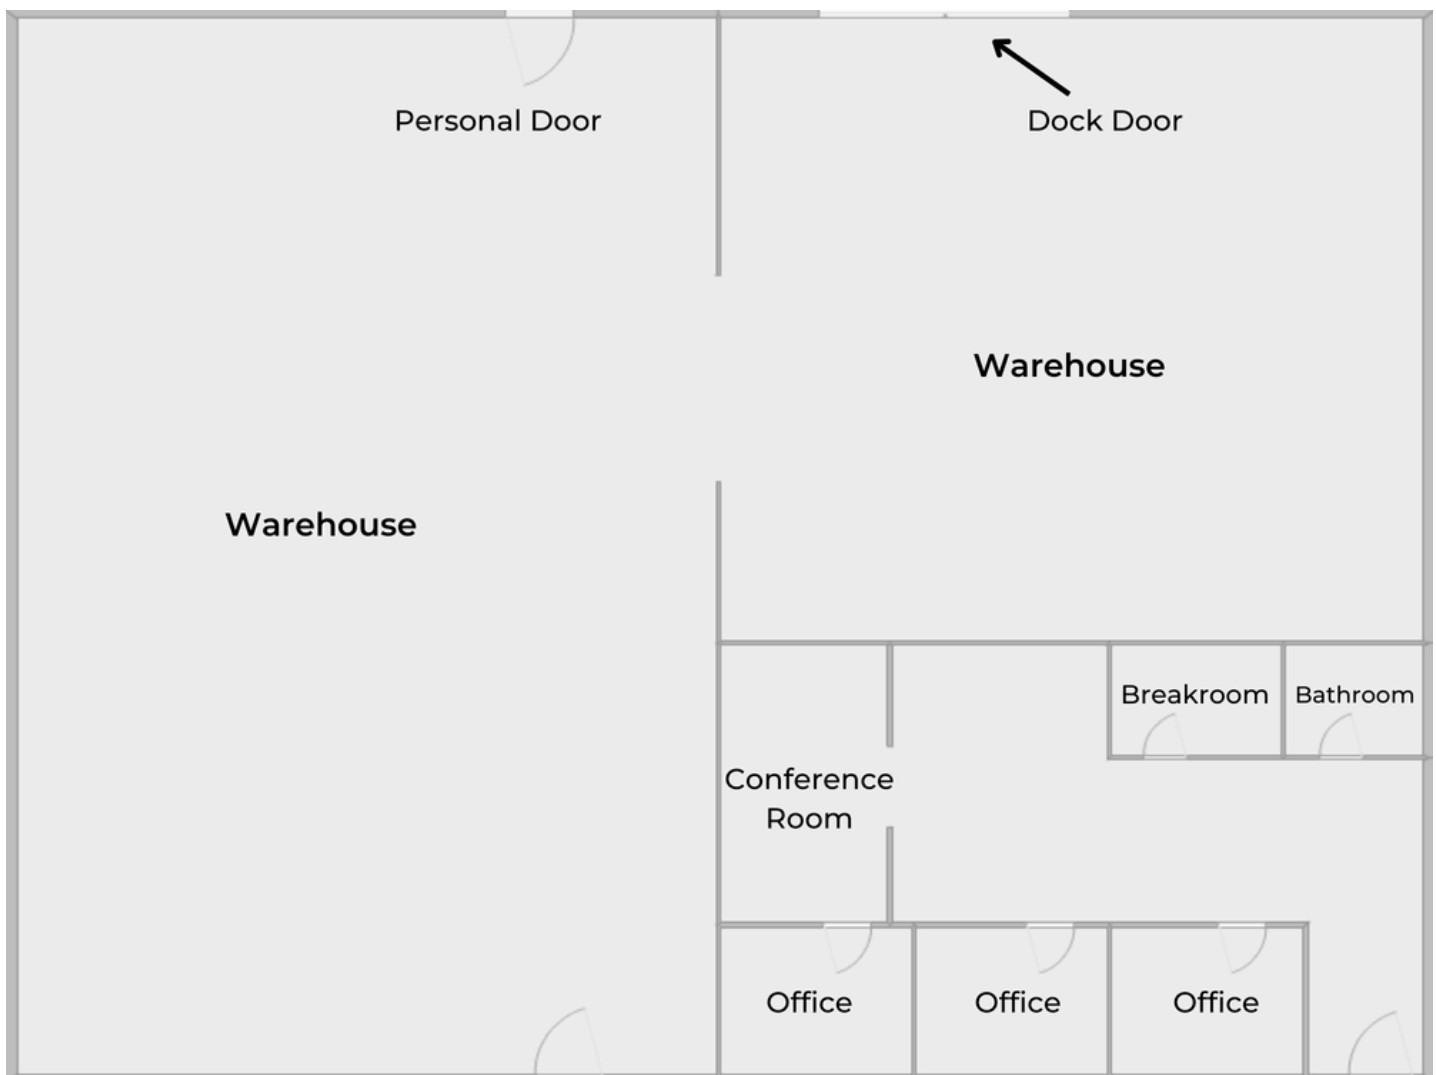 Personal Door
Dock Door
Warehouse
Warehouse
Breakroom
Bathroom
Conference
Room
Office
Office
Office